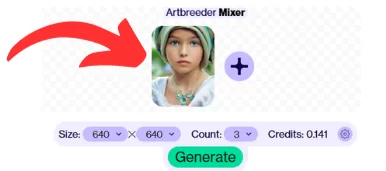 Artbreeder Mixer
Size: 640 × 640 Count: 3 Credits: 0.141
Generate